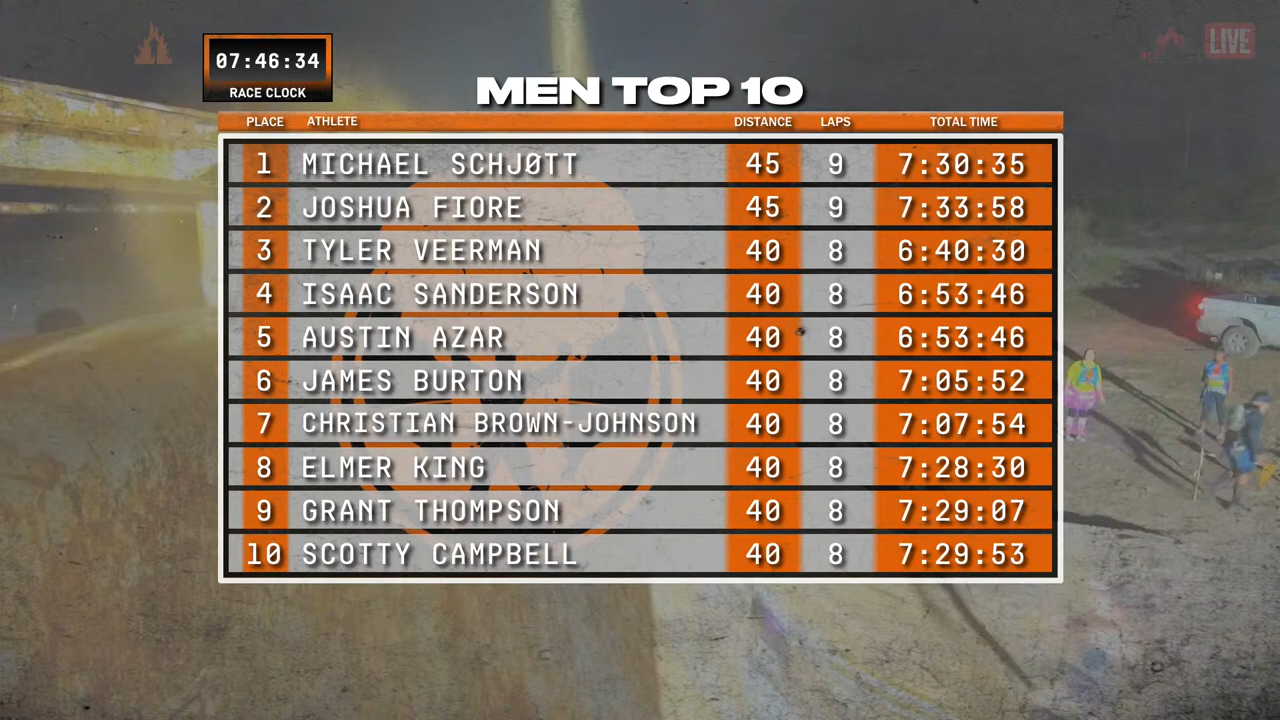 07:46:34
RACE CLOCK
LIVE
MEN TOP 10
PLACE ATHLETE DISTANCE LAPS TOTAL TIME
1 MICHAEL SCHJØTT 45 9 7:30:35
2 JOSHUA FIORE 45 9 7:33:58
3 TYLER VEERMAN 40 8 6:40:30
4 ISAAC SANDERSON 40 8 6:53:46
5 AUSTIN AZAR 40 8 6:53:46
6 JAMES BURTON 40 8 7:05:52
7 CHRISTIAN BROWN-JOHNSON 40 8 7:07:54
8 ELMER KING 40 8 7:28:30
9 GRANT THOMPSON 40 8 7:29:07
10 SCOTTY CAMPBELL 40 8 7:29:53